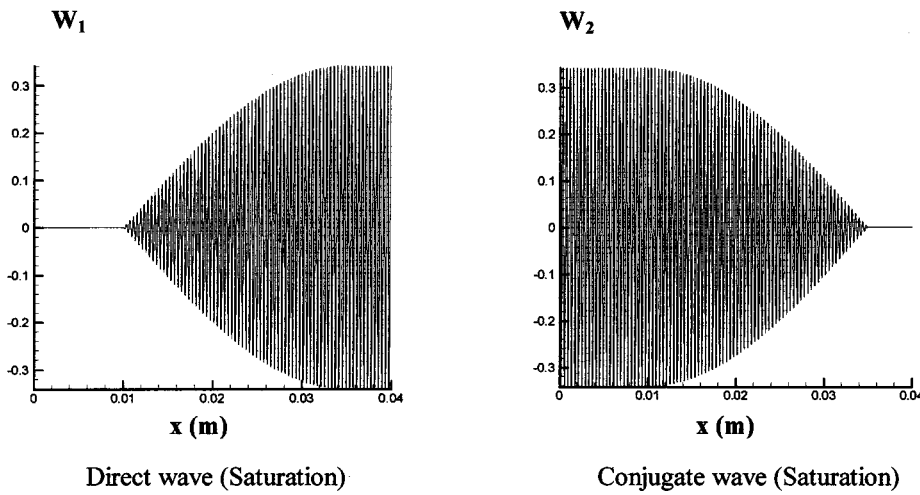 W1
W2
0.3
0.2
0.1
0
-0.1
-0.2
-0.3
0 0.01 0.02 0.03 0.04
x (m)
Direct wave (Saturation)
0.3
0.2
0.1
0
-0.1
-0.2
-0.3
0 0.01 0.02 0.03 0.04
x (m)
Conjugate wave (Saturation)